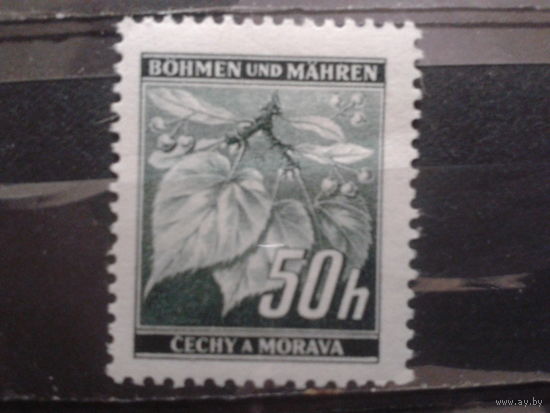 BÖHMEN UND MÄHREN
50h
ČECHY A MORAVA
www.ay.by